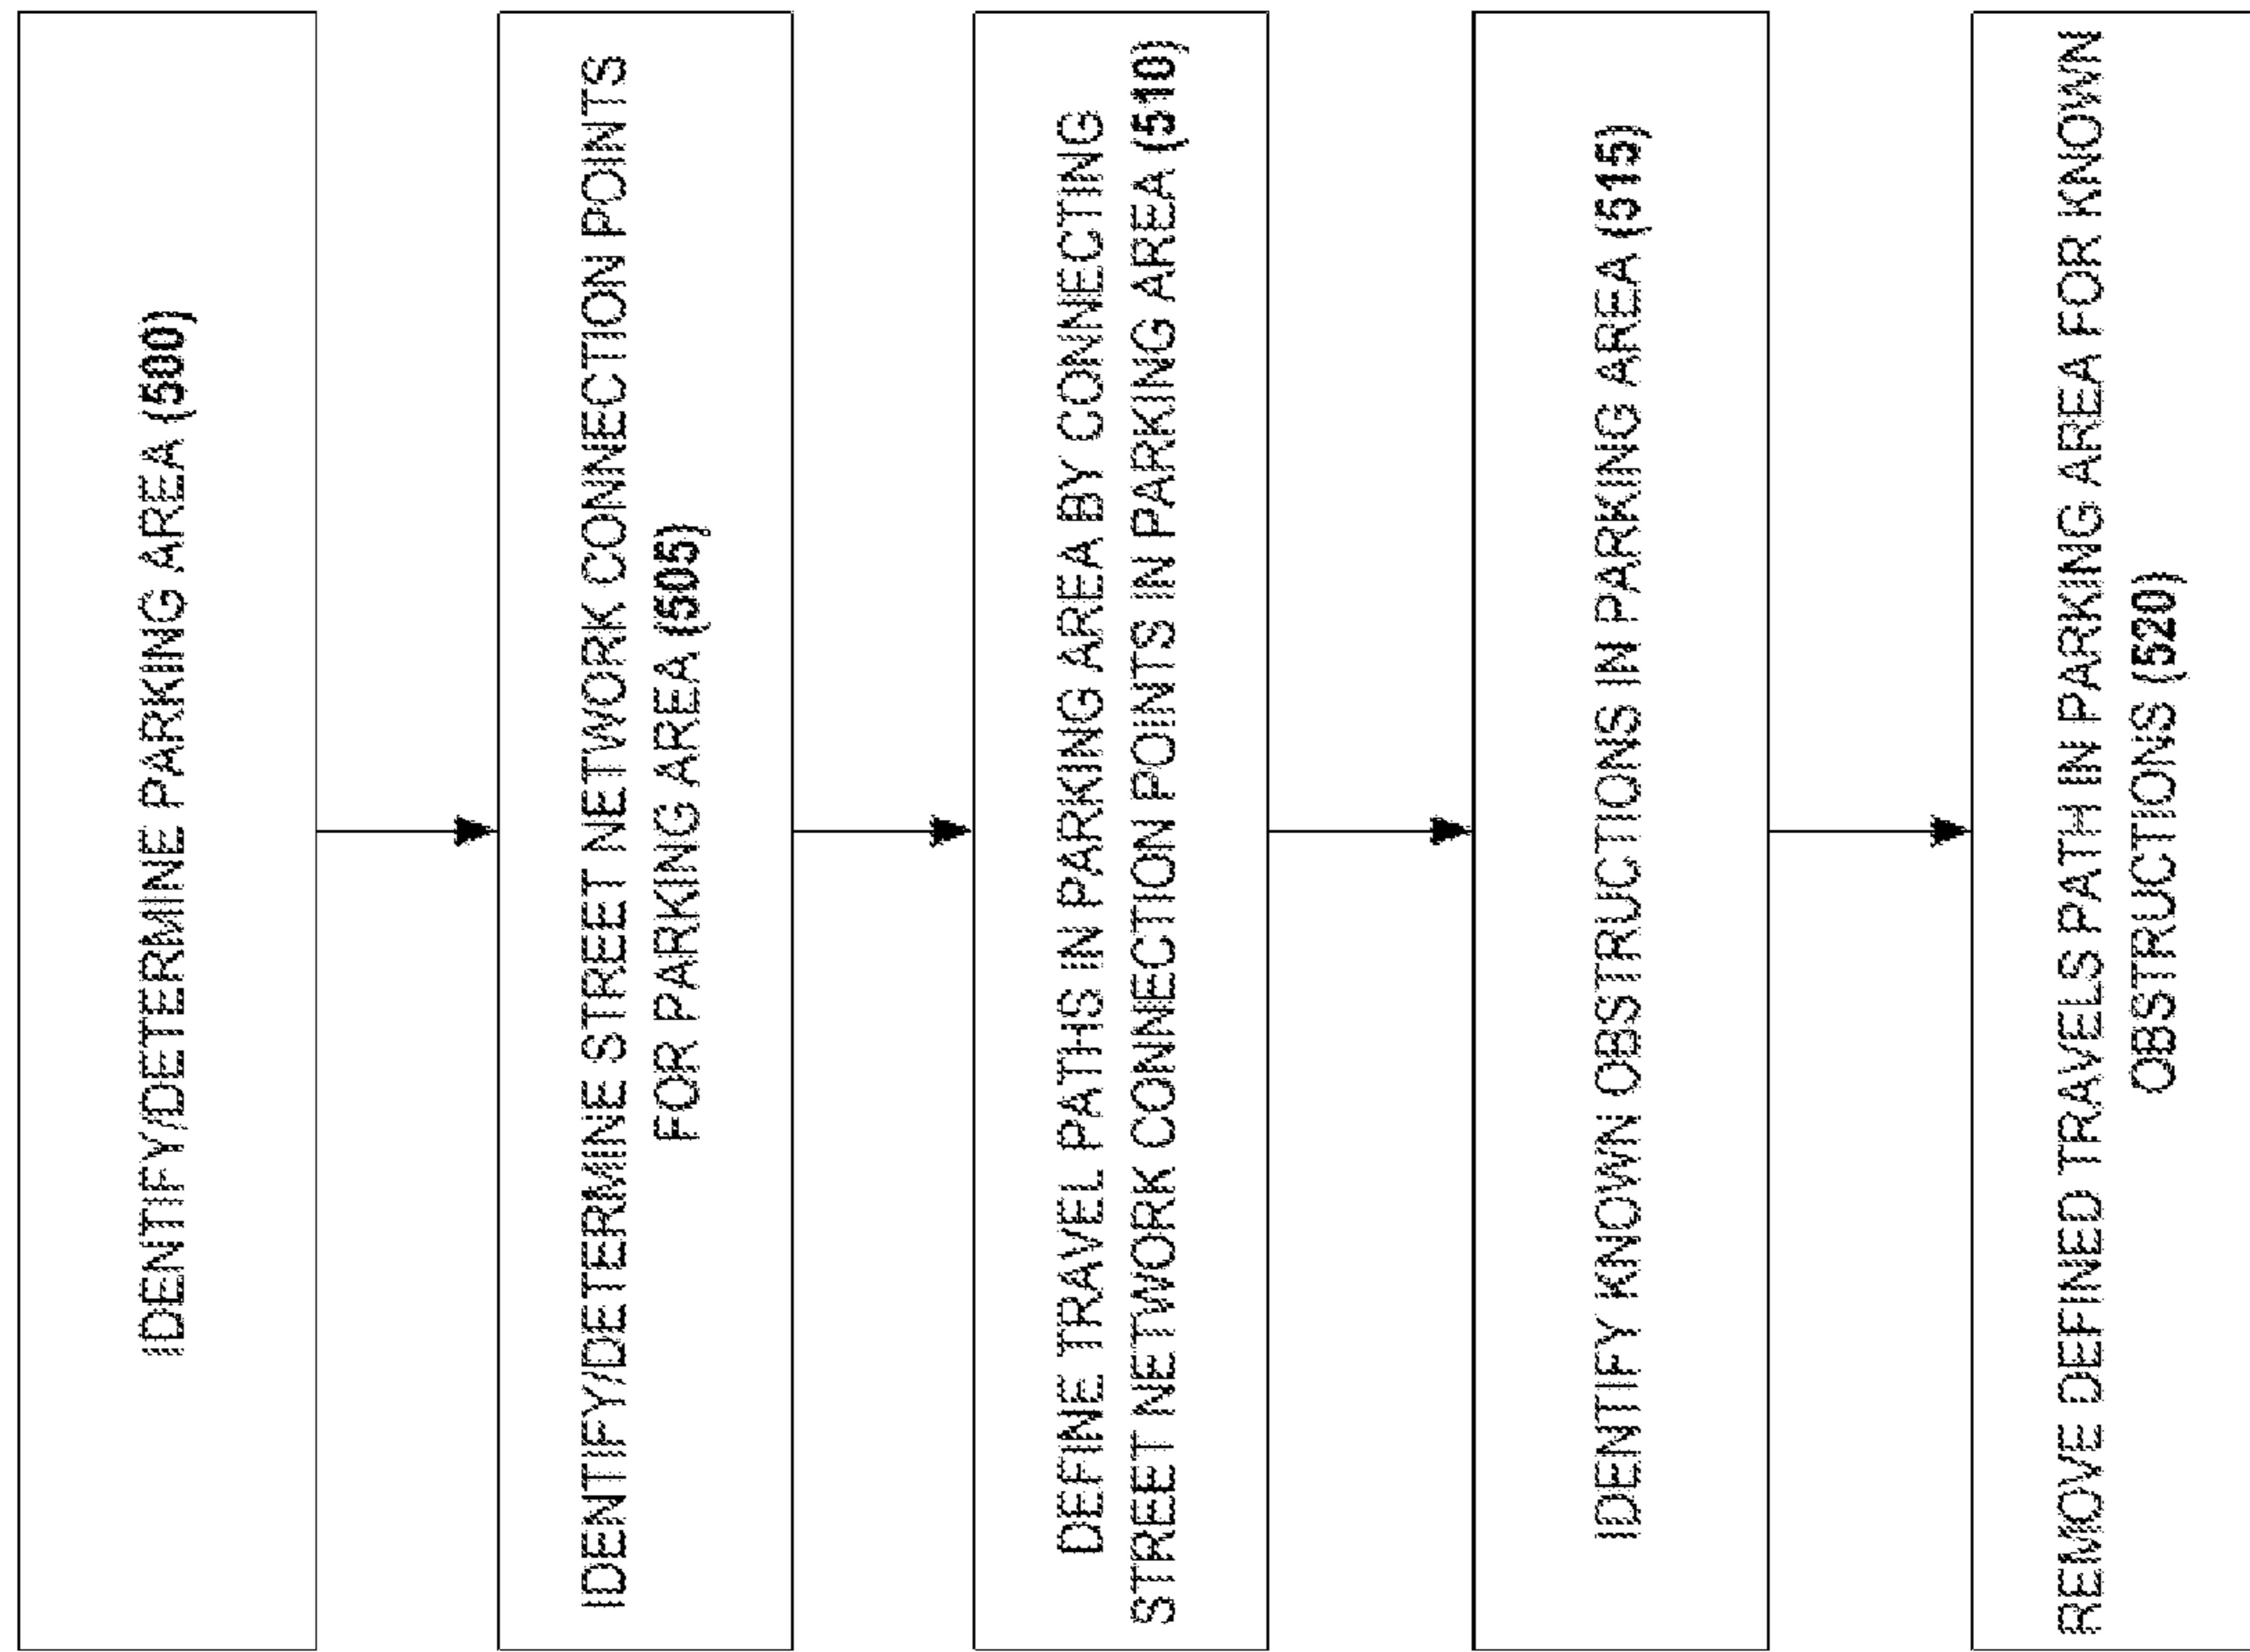 IDENTIFY/DETERMINE PARKING AREA (500)
IDENTIFY/DETERMINE STREET NETWORK CONNECTION POINTS
FOR PARKING AREA (505)
DEFINE TRAVEL PATHS IN PARKING AREA BY CONNECTING
STREET NETWORK CONNECTION POINTS IN PARKING AREA (510)
IDENTIFY KNOWN OBSTRUCTIONS IN PARKING AREA (515)
REMOVE DEFINED TRAVELS PATH IN PARKING AREA FOR KNOWN
OBSTRUCTIONS (520)